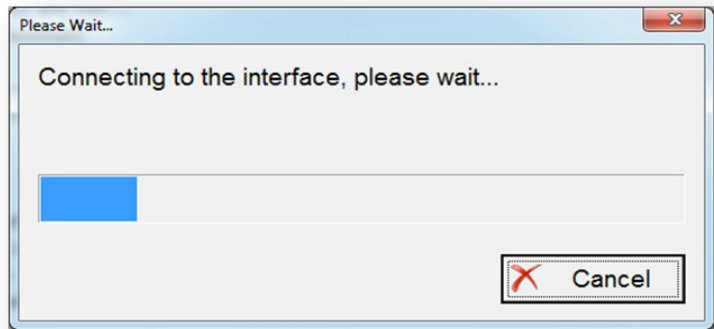 Please Wait...
Connecting to the interface, please wait...
Cancel